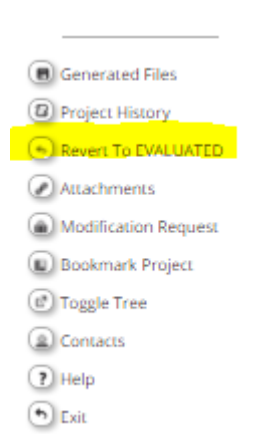 Generated Files
Project History
Revert To EVALUATED
Attachments
Modification Request
Bookmark Project
Toggle Tree
Contacts
? Help
Exit